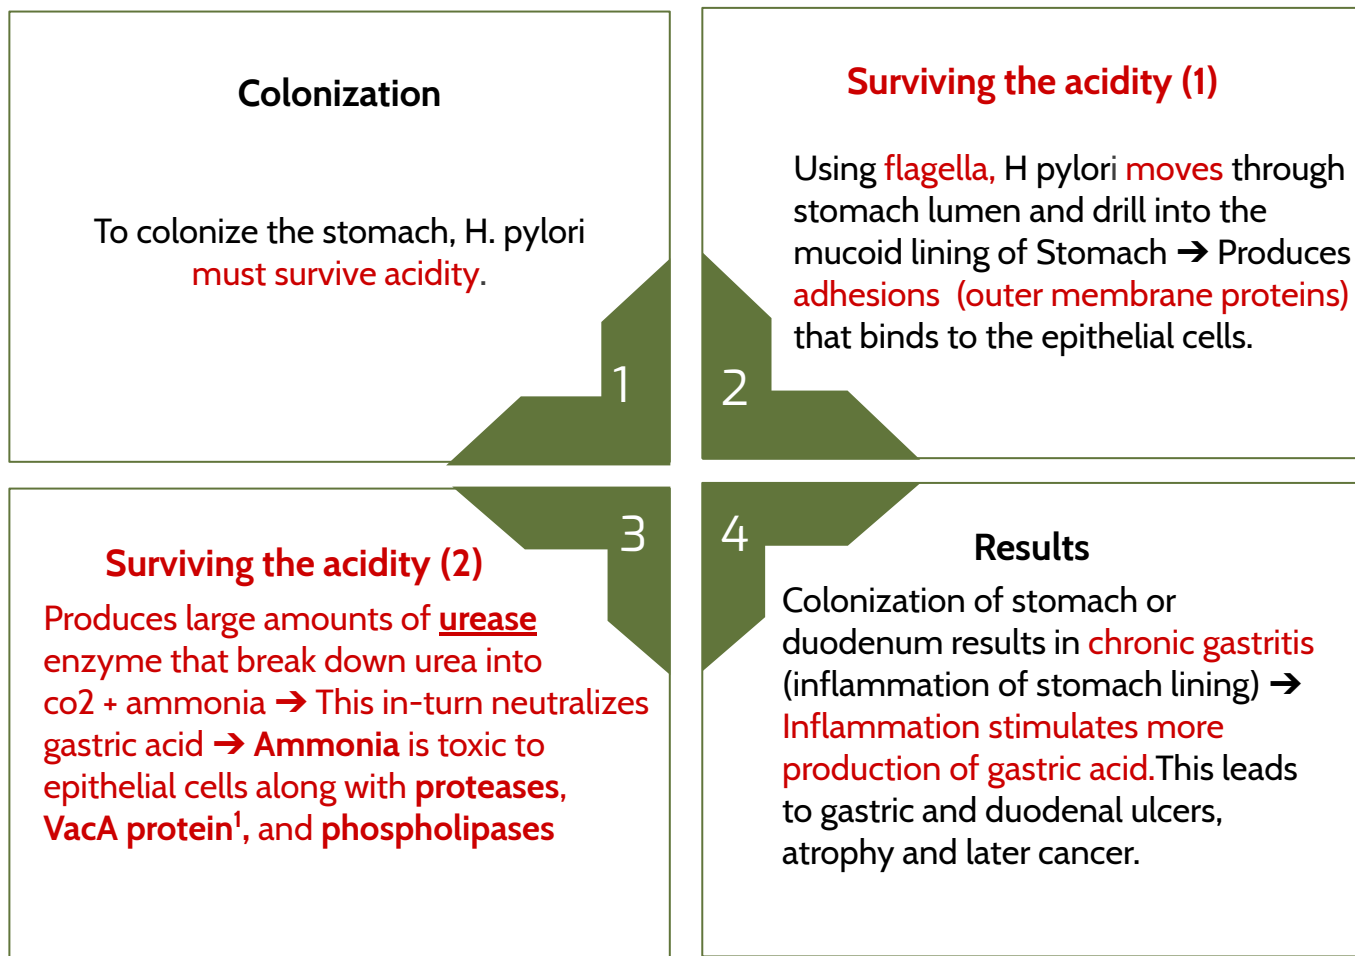 Colonization
To colonize the stomach, H. pylori
must survive acidity.
1
Surviving the acidity (1)
Using flagella, H pylori moves through
stomach lumen and drill into the
mucoid lining of Stomach ➔ Produces
adhesions (outer membrane proteins)
that binds to the epithelial cells.
2
Surviving the acidity (2)
Produces large amounts of urease
enzyme that break down urea into
co2 + ammonia ➔ This in-turn neutralizes
gastric acid ➔ Ammonia is toxic to
epithelial cells along with proteases,
VacA protein¹, and phospholipases
3
4
Results
Colonization of stomach or
duodenum results in chronic gastritis
(inflammation of stomach lining) ➔
Inflammation stimulates more
production of gastric acid.This leads
to gastric and duodenal ulcers,
atrophy and later cancer.